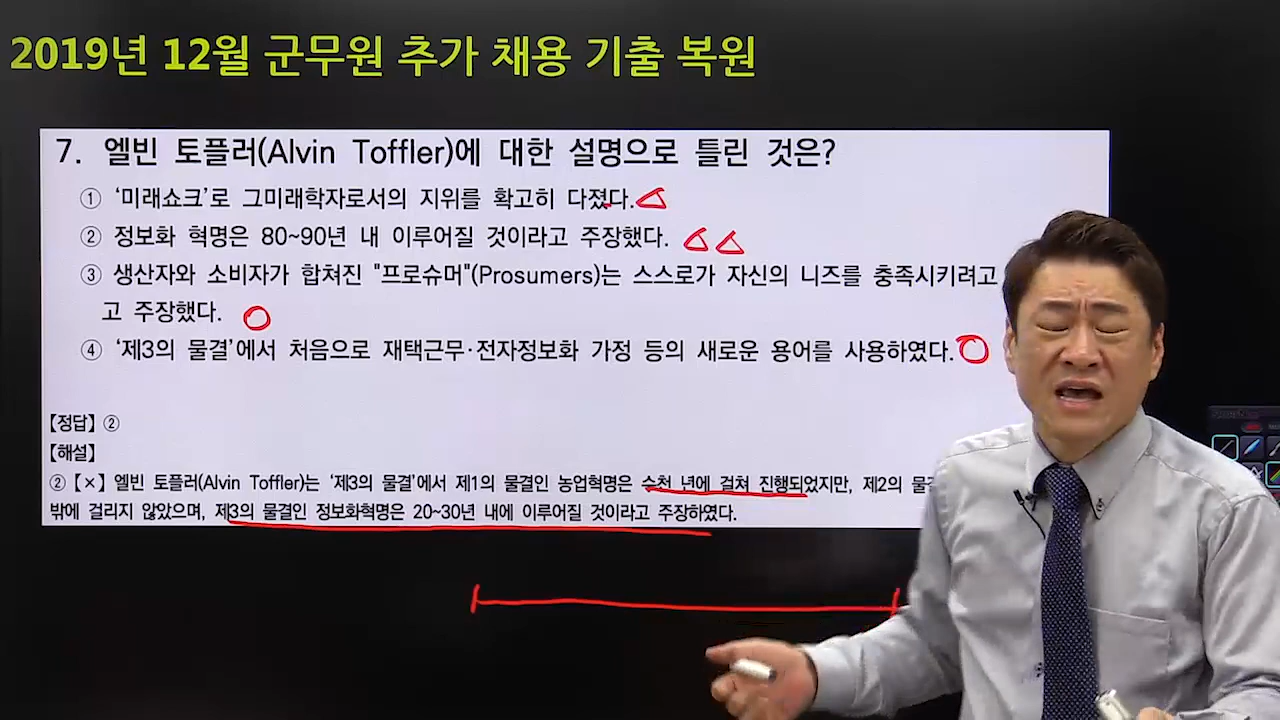 2019년 12월 군무원 추가 채용 기출 복원
7. 엘빈 토플러(Alvin Toffler)에 대한 설명으로 틀린 것은?
① ‘미래쇼크’로 그미래학자로서의 지위를 확고히 다졌다.
② 정보화 혁명은 80~90년 내 이루어질 것이라고 주장했다.
③ 생산자와 소비자가 합쳐진 "프로슈머"(Prosumers)는 스스로가 자신의 니즈를 충족시키려고
고 주장했다.
④ ‘제3의 물결’에서 처음으로 재택근무·전자정보화 가정 등의 새로운 용어를 사용하였다.
【정답】 ②
【해설】
② 【×】 엘빈 토플러(Alvin Toffler)는 ‘제3의 물결’에서 제1의 물결인 농업혁명은 수천 년에 걸쳐 진행되었지만, 제2의
밖에 걸리지 않았으며, 제3의 물결인 정보화혁명은 20~30년 내에 이루어질 것이라고 주장하였다.